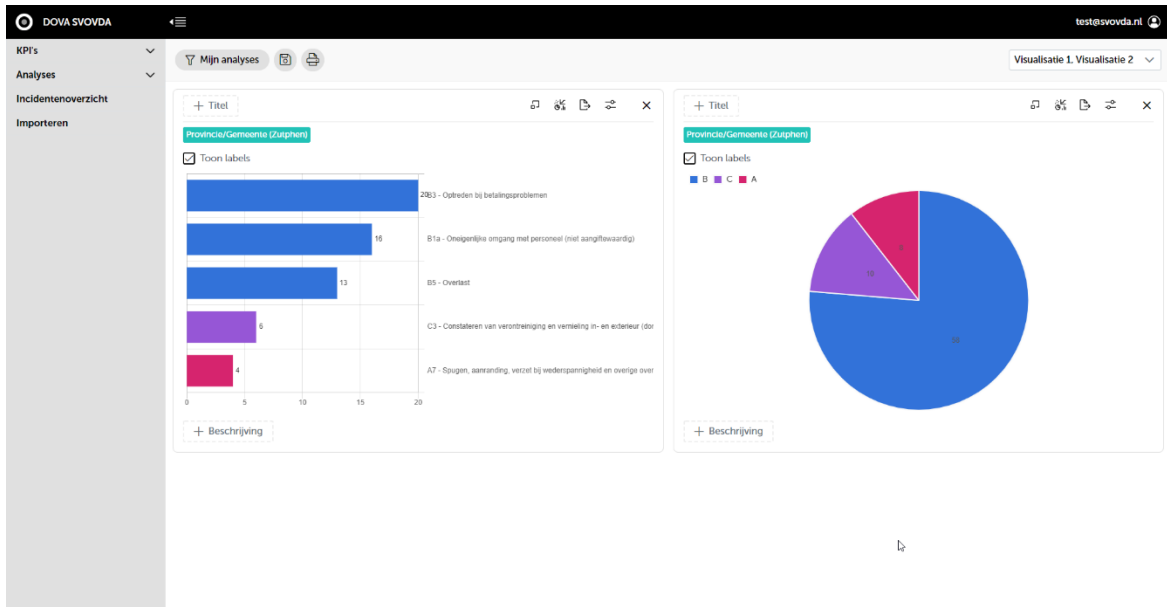 DOVA SVOVDA
test@svovda.nl
KPI's
Analyses
Incidentenoverzicht
Importeren
Mijn analyses
Visualisatie 1, Visualisatie 2
+ Titel
Provincie/Gemeente (Zutphen)
Toon labels
20
B3 - Optreden bij betalingsproblemen
16
B1a - Oneigenlijke omgang met personeel (niet aangiftewaardig)
13
B5 - Overlast
6
C3 - Constateren van verontreiniging en vernieling in- en exterieur (dor
4
A7 - Spugen, aanranding, verzet bij wederspannigheid en overige over
0 5 10 15 20
+ Beschrijving
+ Titel
Provincie/Gemeente (Zutphen)
Toon labels
B C A
+ Beschrijving